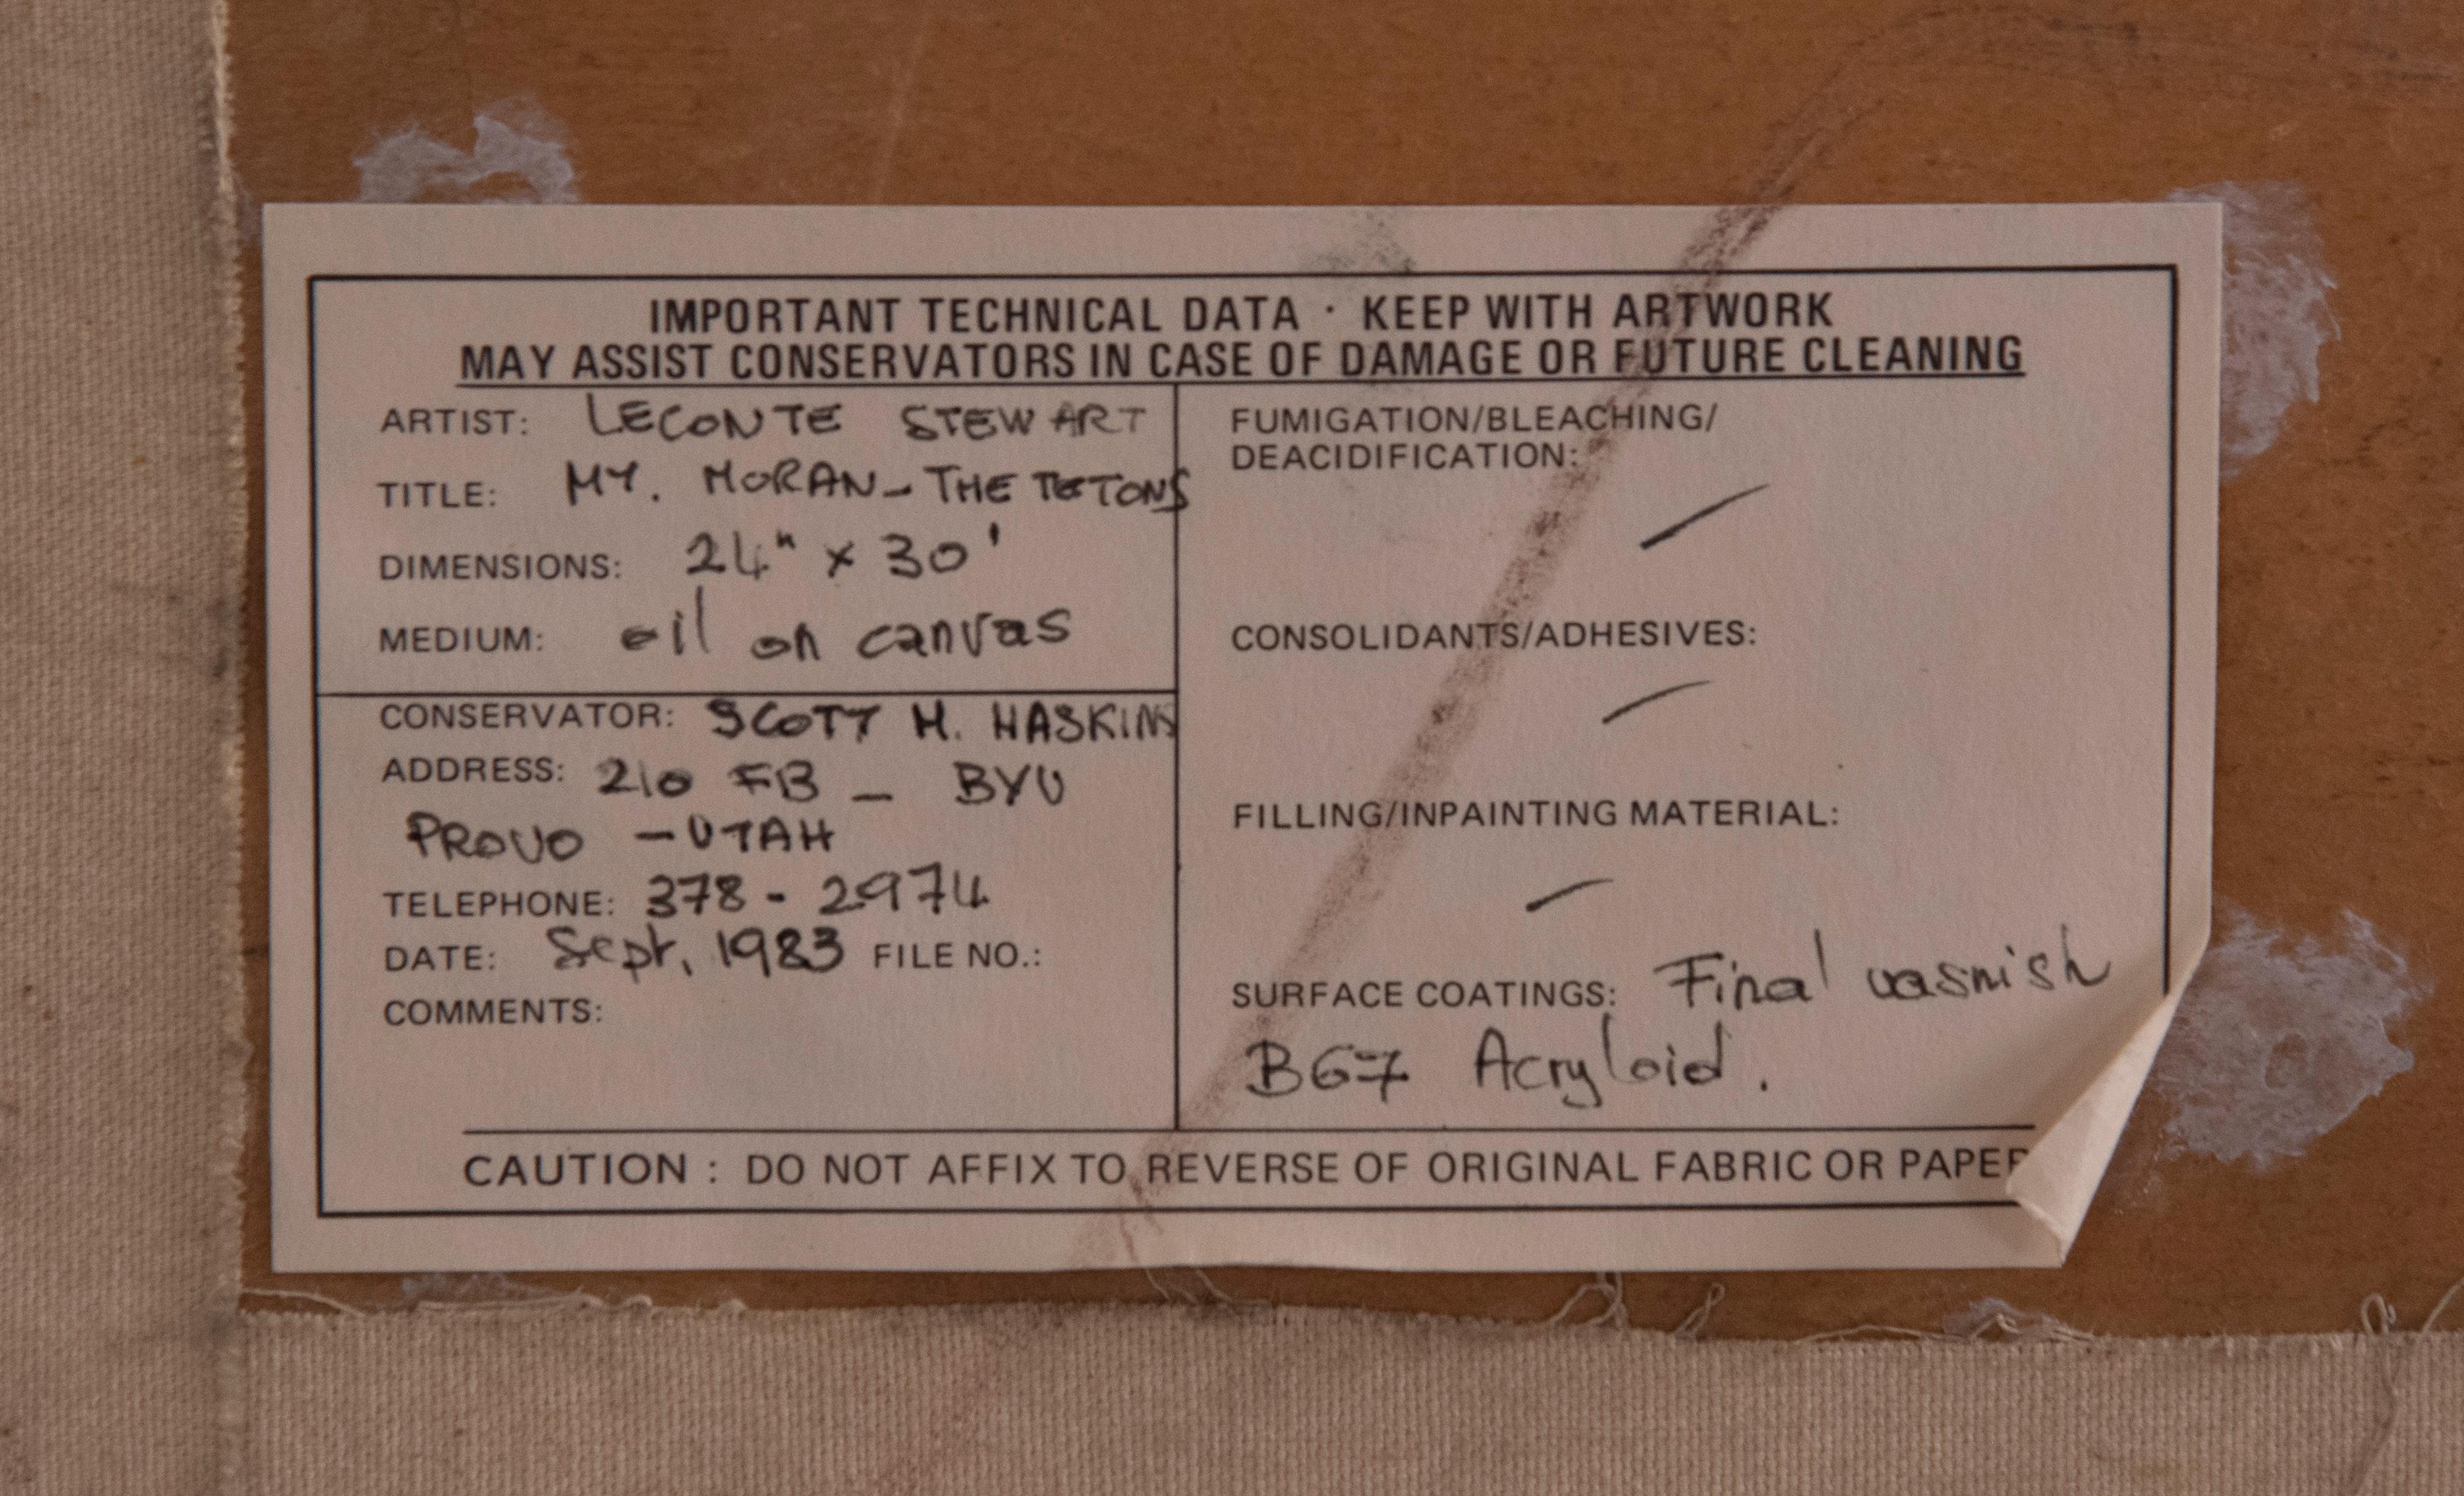 IMPORTANT TECHNICAL DATA · KEEP WITH ARTWORK
MAY ASSIST CONSERVATORS IN CASE OF DAMAGE OR FUTURE CLEANING
ARTIST: LECONTE STEWART
TITLE: MT. MORAN - THE TETONS
DIMENSIONS: 24" x 30'
MEDIUM: oil on canvas
CONSERVATOR: SCOTT M. HASKINS
ADDRESS: 210 FB - BYU
PROVO - UTAH
TELEPHONE: 378 - 2974
DATE: Sept, 1983 FILE NO.:
COMMENTS:
FUMIGATION/BLEACHING/
DEACIDIFICATION:
CONSOLIDANTS/ADHESIVES:
FILLING/INPAINTING MATERIAL:
SURFACE COATINGS: Final varnish
B67 Acryloid.
CAUTION : DO NOT AFFIX TO REVERSE OF ORIGINAL FABRIC OR PAPER